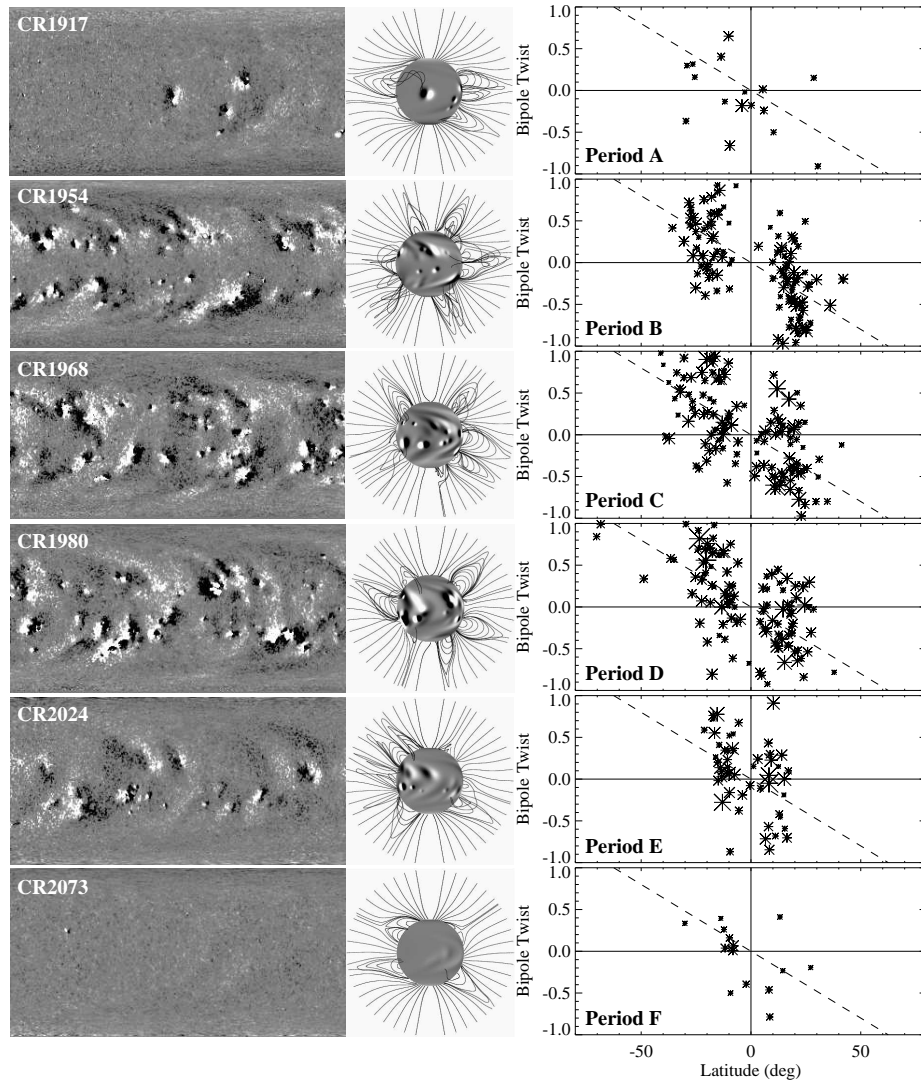 CR1917
Bipole Twist
1.0
0.5
0.0
-0.5
-1.0
Period A
CR1954
Bipole Twist
1.0
0.5
0.0
-0.5
-1.0
Period B
CR1968
Bipole Twist
1.0
0.5
0.0
-0.5
-1.0
Period C
CR1980
Bipole Twist
1.0
0.5
0.0
-0.5
-1.0
Period D
CR2024
Bipole Twist
1.0
0.5
0.0
-0.5
-1.0
Period E
CR2073
Bipole Twist
1.0
0.5
0.0
-0.5
-1.0
Period F
-50 0 50
Latitude (deg)